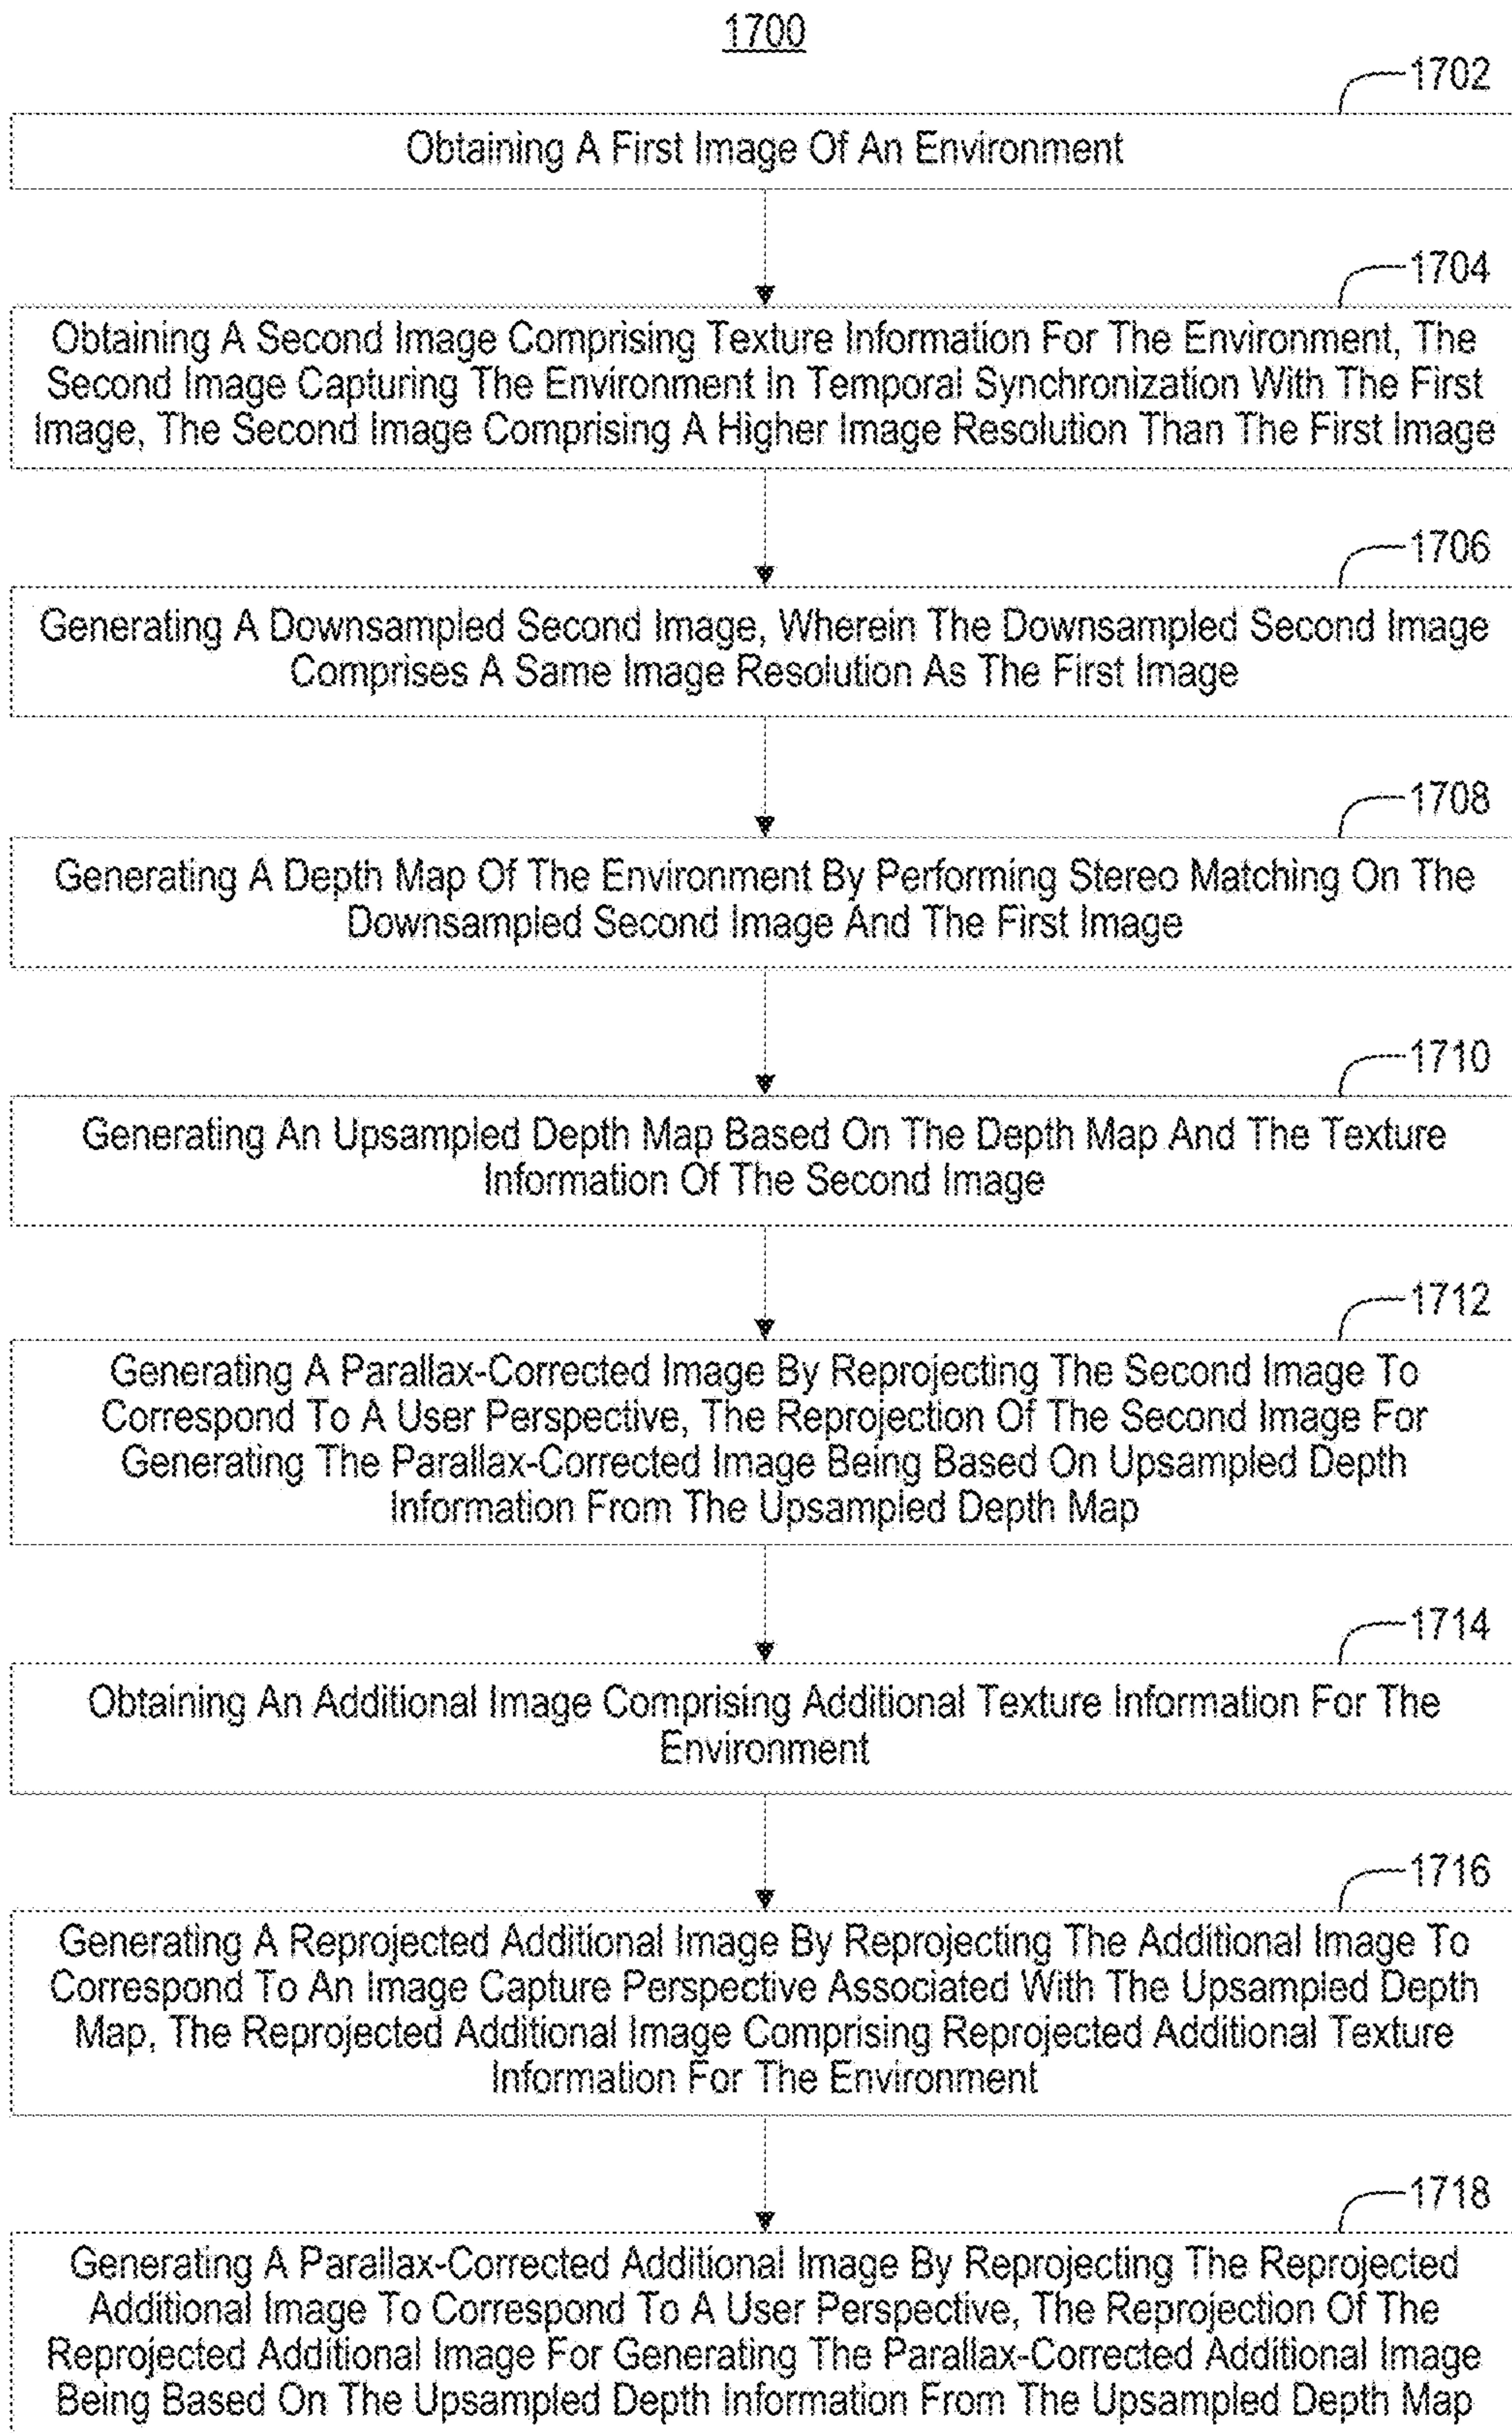 1700
1702
Obtaining A First Image Of An Environment
1704
Obtaining A Second Image Comprising Texture Information For The Environment, The
Second Image Capturing The Environment In Temporal Synchronization With The First
Image, The Second Image Comprising A Higher Image Resolution Than The First Image
1706
Generating A Downsampled Second Image, Wherein The Downsampled Second Image
Comprises A Same Image Resolution As The First Image
1708
Generating A Depth Map Of The Environment By Performing Stereo Matching On The
Downsampled Second Image And The First Image
1710
Generating An Upsampled Depth Map Based On The Depth Map And The Texture
Information Of The Second Image
1712
Generating A Parallax-Corrected Image By Reprojecting The Second Image To
Correspond To A User Perspective, The Reprojection Of The Second Image For
Generating The Parallax-Corrected Image Being Based On Upsampled Depth
Information From The Upsampled Depth Map
1714
Obtaining An Additional Image Comprising Additional Texture Information For The
Environment
1716
Generating A Reprojected Additional Image By Reprojecting The Additional Image To
Correspond To An Image Capture Perspective Associated With The Upsampled Depth
Map, The Reprojected Additional Image Comprising Reprojected Additional Texture
Information For The Environment
1718
Generating A Parallax-Corrected Additional Image By Reprojecting The Reprojected
Additional Image To Correspond To A User Perspective, The Reprojection Of The
Reprojected Additional Image For Generating The Parallax-Corrected Additional Image
Being Based On The Upsampled Depth Information From The Upsampled Depth Map